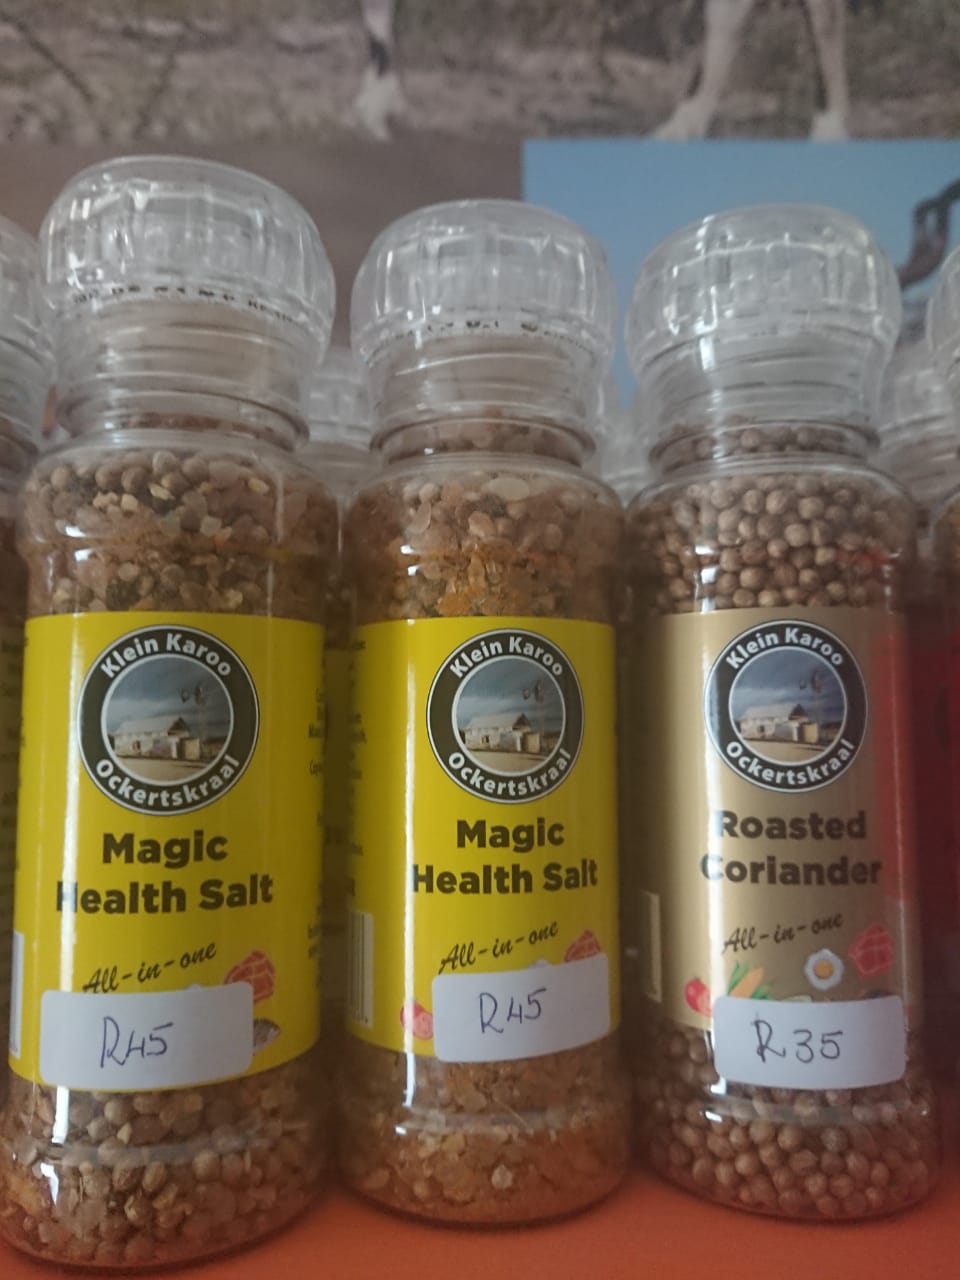 Klein Karoo
Ockertskraal
Magic
Health Salt
All-in-one
R45
Klein Karoo
Ockertskraal
Magic
Health Salt
All-in-one
R45
Klein Karoo
Ockertskraal
Roasted
Coriander
All-in-one
R35